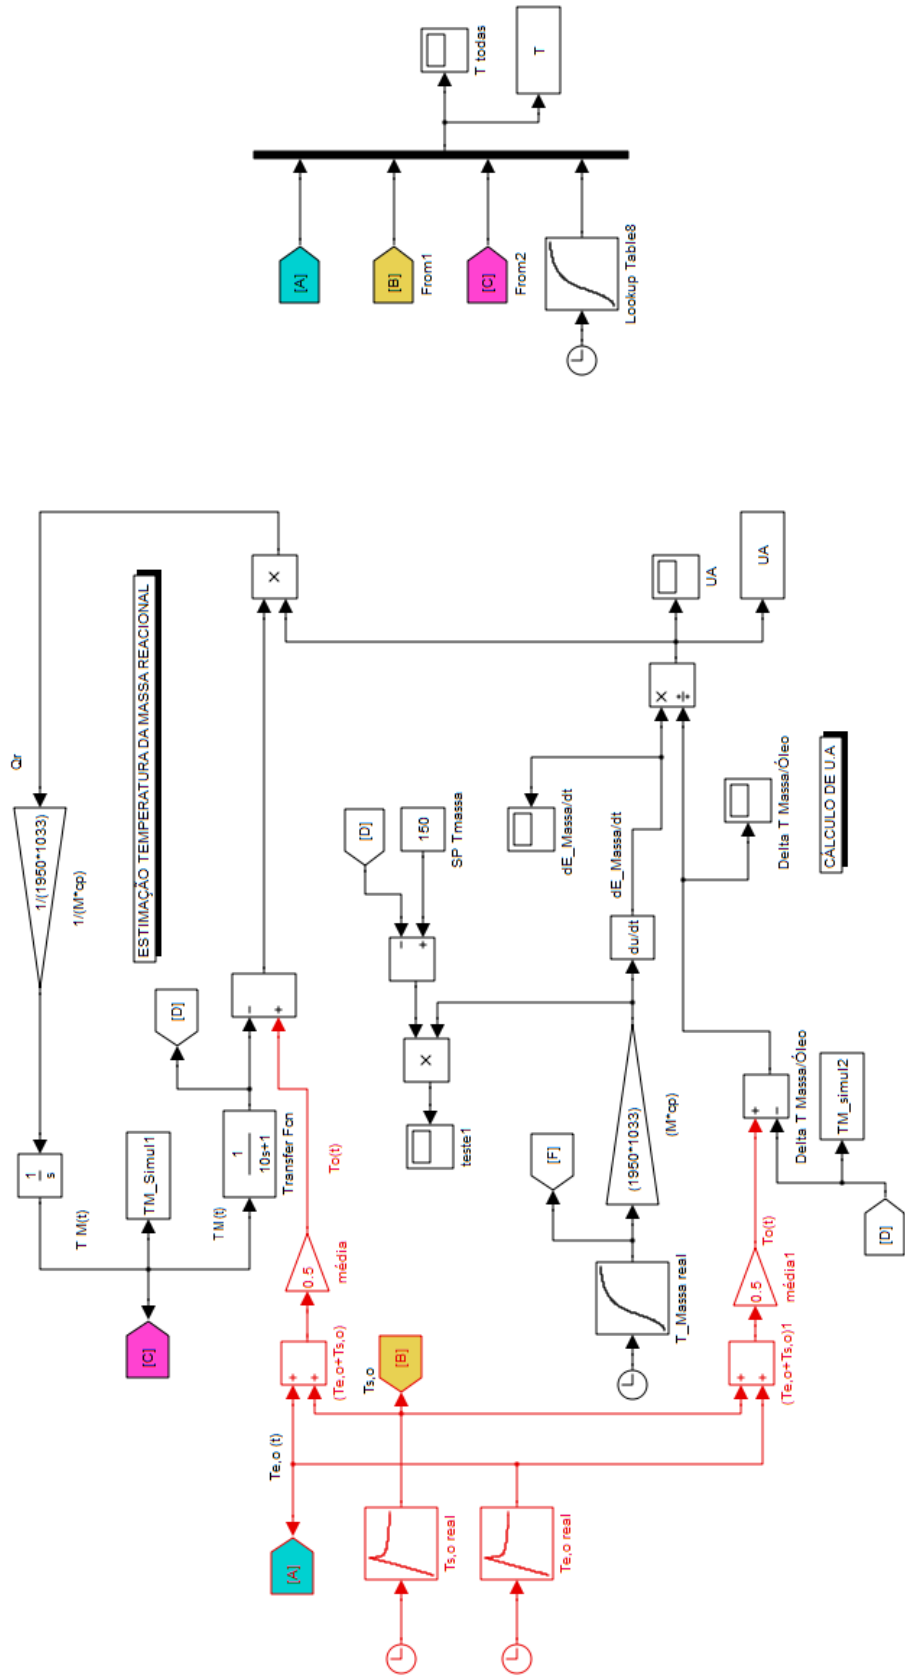 [A]
Te,o (t)
Ts,o real
Te,o real
Ts,o
[B]
(Te,o+Ts,o)
0.5
média
To(t)
[C]
T M(t)
TM_Simul1
TM(t)
1
10s+1
Transfer Fcn
[D]
1
s
1/(1950*1033)
1/(M*cp)
Qr
ESTIMAÇÃO TEMPERATURA DA MASSA REACIONAL
×
- +
+ +
T_Massa real
[F]
(1950*1033)
(M*cp)
teste1
×
- +
[D]
150
SP Tmassa
du/dt
dE_Massa/dt
dE_Massa/dt
× ÷
UA
UA
(Te,o+Ts,o)1
+ +
0.5
média1
To(t)
[D]
TM_simul2
+ -
Delta T Massa/Óleo
Delta T Massa/Óleo
CÁLCULO DE U.A
[A]
[B]
From1
[C]
From2
Lookup Table8
T todas
T